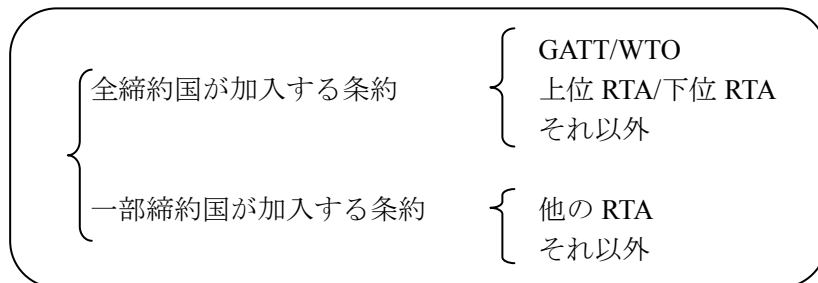 全締約国が加入する条約
GATT/WTO
上位 RTA/下位 RTA
それ以外
一部締約国が加入する条約
他の RTA
それ以外